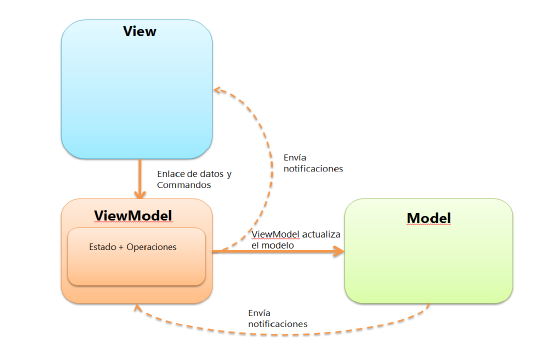 View
Enlace de datos y
Commandos
Envía
notificaciones
ViewModel
Estado + Operaciones
ViewModel actualiza
el modelo
Model
Envía
notificaciones